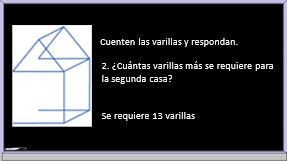 Cuenten las varillas y respondan.
2. ¿Cuántas varillas más se requiere para
la segunda casa?
Se requiere 13 varillas